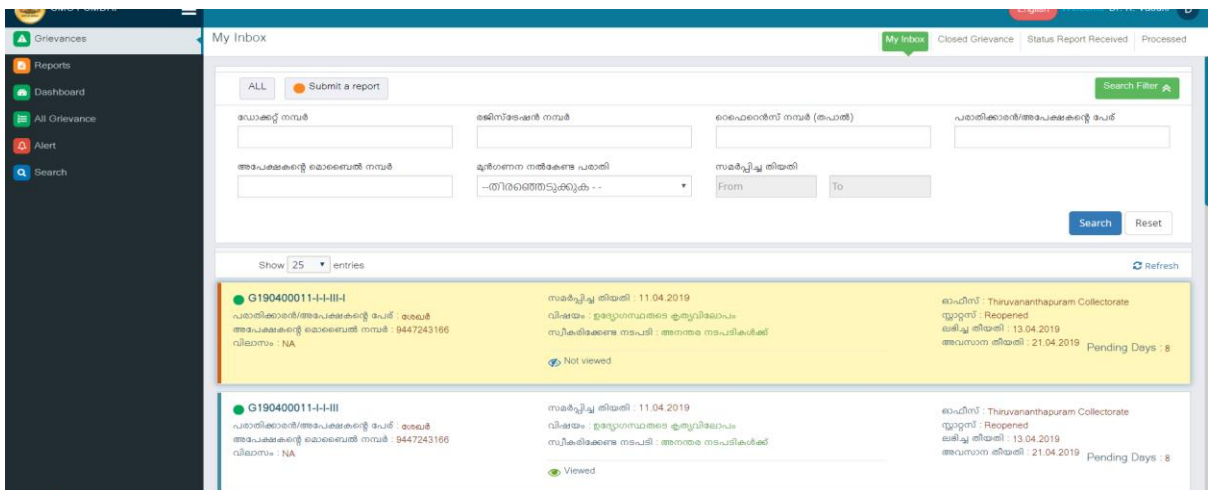 English
Grievances
Reports
Dashboard
All Grievance
Alert
Search
My Inbox
My Inbox Closed Grievance Status Report Received Processed
ALL Submit a report Search Filter
ഡോക്കറ്റ് നമ്പർ രജിസ്ട്രേഷൻ നമ്പർ റെഫെറൻസ് നമ്പർ (തപാൽ) പരാതിക്കാരൻ/അപേക്ഷകന്റെ പേര്
അപേക്ഷകന്റെ മൊബൈൽ നമ്പർ മുൻഗണന നൽകേണ്ട പരാതി സമർപ്പിച്ച തിയതി
--തിരഞ്ഞെടുക്കുക-- From To
Search Reset
Show 25 entries Refresh
G190400011-I-I-III-I
പരാതിക്കാരൻ/അപേക്ഷകന്റെ പേര് : ശേഖർ
അപേക്ഷകന്റെ മൊബൈൽ നമ്പർ : 9447243166
വിലാസം : NA
സമർപ്പിച്ച തിയതി : 11.04.2019
വിഷയം : ഉദ്യോഗസ്ഥരുടെ കൃത്യവിലോപം
സ്വീകരിക്കേണ്ട നടപടി : അനന്തര നടപടികൾക്ക്
Not viewed
ഓഫീസ് : Thiruvananthapuram Collectorate
സ്റ്റാറ്റസ് : Reopened
ലഭിച്ച തീയതി : 13.04.2019
അവസാന തീയതി : 21.04.2019 Pending Days : 8
G190400011-I-I-III
പരാതിക്കാരൻ/അപേക്ഷകന്റെ പേര് : ശേഖർ
അപേക്ഷകന്റെ മൊബൈൽ നമ്പർ : 9447243166
വിലാസം : NA
സമർപ്പിച്ച തിയതി : 11.04.2019
വിഷയം : ഉദ്യോഗസ്ഥരുടെ കൃത്യവിലോപം
സ്വീകരിക്കേണ്ട നടപടി : അനന്തര നടപടികൾക്ക്
Viewed
ഓഫീസ് : Thiruvananthapuram Collectorate
സ്റ്റാറ്റസ് : Reopened
ലഭിച്ച തീയതി : 13.04.2019
അവസാന തീയതി : 21.04.2019 Pending Days : 8